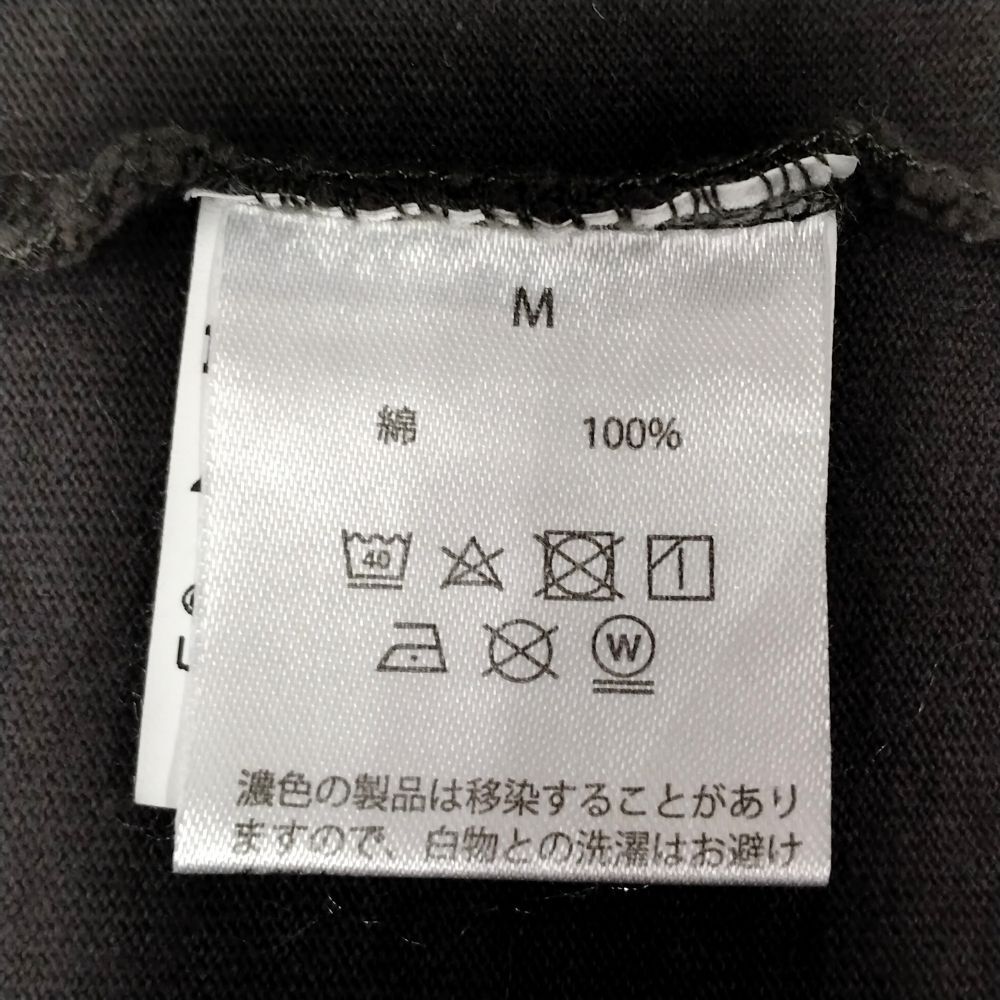 M
綿 100%
40
W
濃色の製品は移染することがあり
ますので、白物との洗濯はお避け